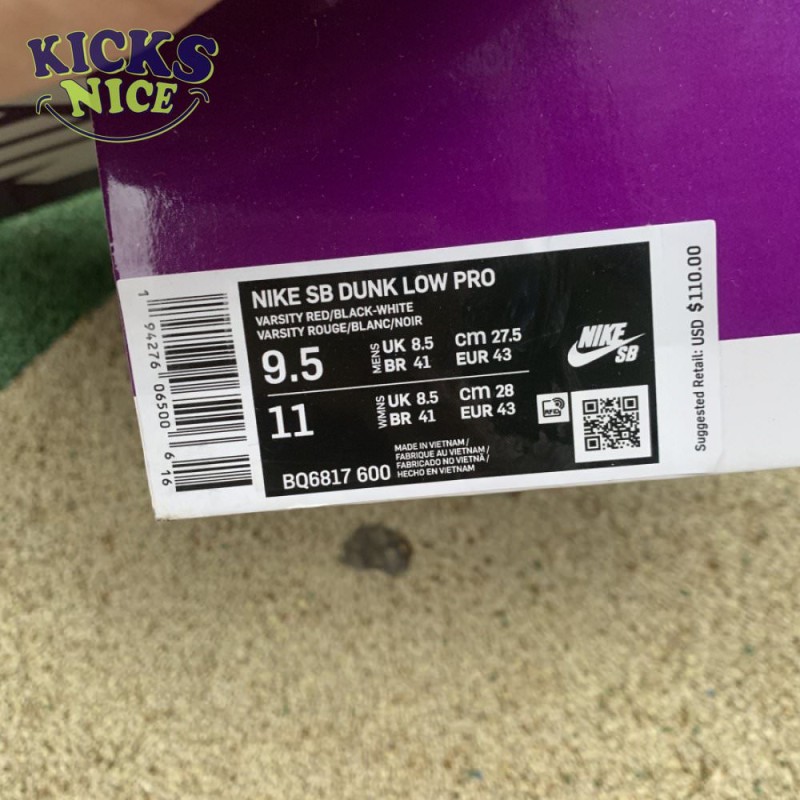 KICKS
NICE
NIKE SB DUNK LOW PRO
VARSITY RED/BLACK-WHITE
VARSITY ROUGE/BLANC/NOIR
9.5
MENS
UK 8.5
BR 41
cm 27.5
EUR 43
11
WMNS
UK 8.5
BR 41
cm 28
EUR 43
RFID
MADE IN VIETNAM /
FABRIQUE AU VIETNAM /
FABRICADO NO VIETNÃ /
HECHO EN VIETNAM
BQ6817 600
NIKE
SB
Suggested Retail: USD $110.00
1 94276 06500 6 16